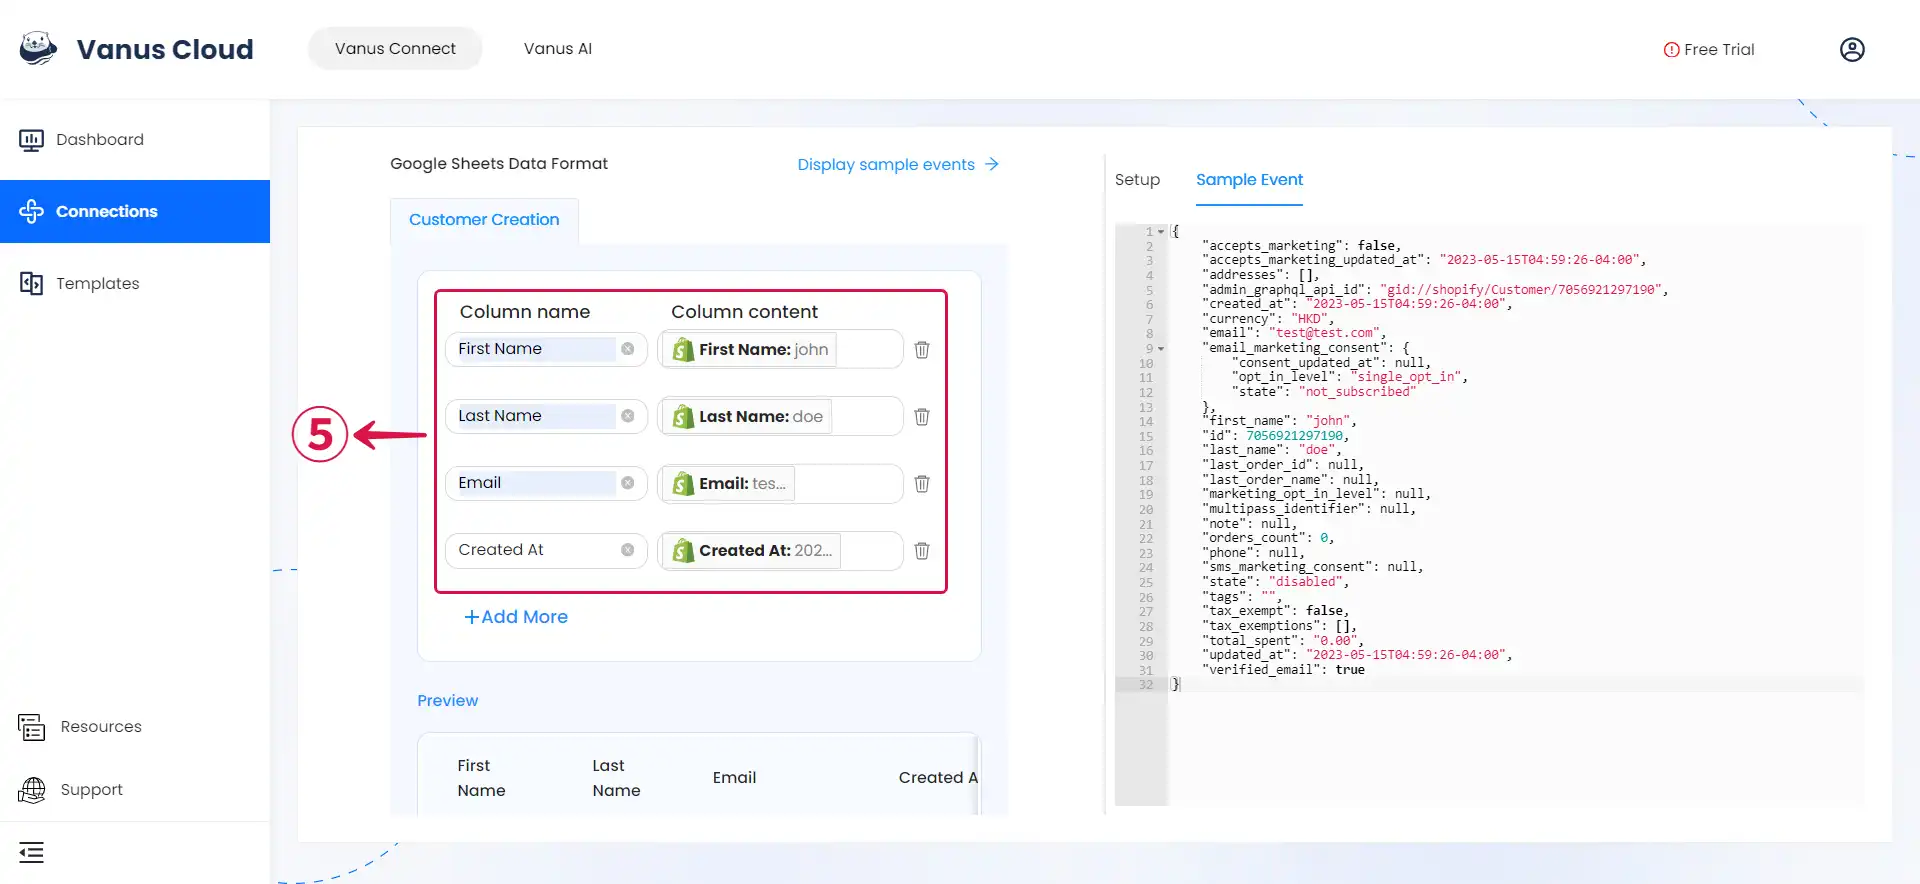 Vanus Cloud
Vanus Connect
Vanus AI
Free Trial
Dashboard
Connections
Templates
Resources
Support
Google Sheets Data Format
Display sample events →
Customer Creation
Column name
Column content
First Name
First Name: john
Last Name
Last Name: doe
Email
Email: tes...
Created At
Created At: 202...
5
+Add More
Preview
First Name
Last Name
Email
Created A
Setup
Sample Event
1 {
2 "accepts_marketing": false,
3 "accepts_marketing_updated_at": "2023-05-15T04:59:26-04:00",
4 "addresses": [],
5 "admin_graphql_api_id": "gid://shopify/Customer/7056921297190",
6 "created_at": "2023-05-15T04:59:26-04:00",
7 "currency": "HKD",
8 "email": "test@test.com",
9 "email_marketing_consent": {
10 "consent_updated_at": null,
11 "opt_in_level": "single_opt_in",
12 "state": "not_subscribed"
13 },
14 "first_name": "john",
15 "id": 7056921297190,
16 "last_name": "doe",
17 "last_order_id": null,
18 "last_order_name": null,
19 "marketing_opt_in_level": null,
20 "multipass_identifier": null,
21 "note": null,
22 "orders_count": 0,
23 "phone": null,
24 "sms_marketing_consent": null,
25 "state": "disabled",
26 "tags": "",
27 "tax_exempt": false,
28 "tax_exemptions": [],
29 "total_spent": "0.00",
30 "updated_at": "2023-05-15T04:59:26-04:00",
31 "verified_email": true
32 }